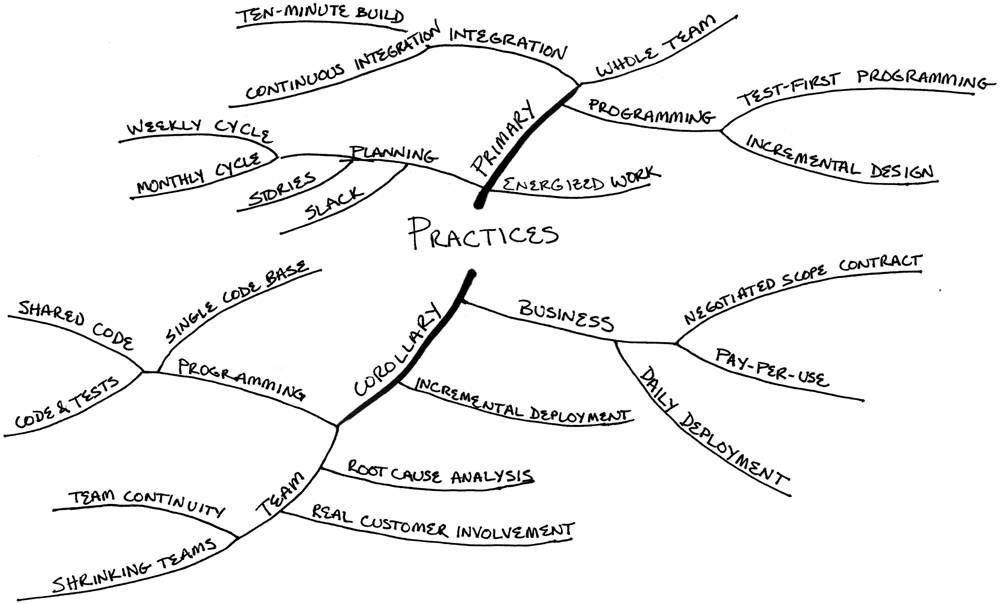 TEN-MINUTE BUILD
CONTINUOUS INTEGRATION
INTEGRATION
WHOLE TEAM
PRIMARY
PROGRAMMING
TEST-FIRST PROGRAMMING
INCREMENTAL DESIGN
WEEKLY CYCLE
MONTHLY CYCLE
PLANNING
STORIES
SLACK
ENERGIZED WORK
PRACTICES
SHARED CODE
SINGLE CODE BASE
CODE & TESTS
PROGRAMMING
COROLLARY
BUSINESS
NEGOTIATED SCOPE CONTRACT
PAY-PER-USE
DAILY DEPLOYMENT
INCREMENTAL DEPLOYMENT
ROOT CAUSE ANALYSIS
TEAM
REAL CUSTOMER INVOLVEMENT
TEAM CONTINUITY
SHRINKING TEAMS